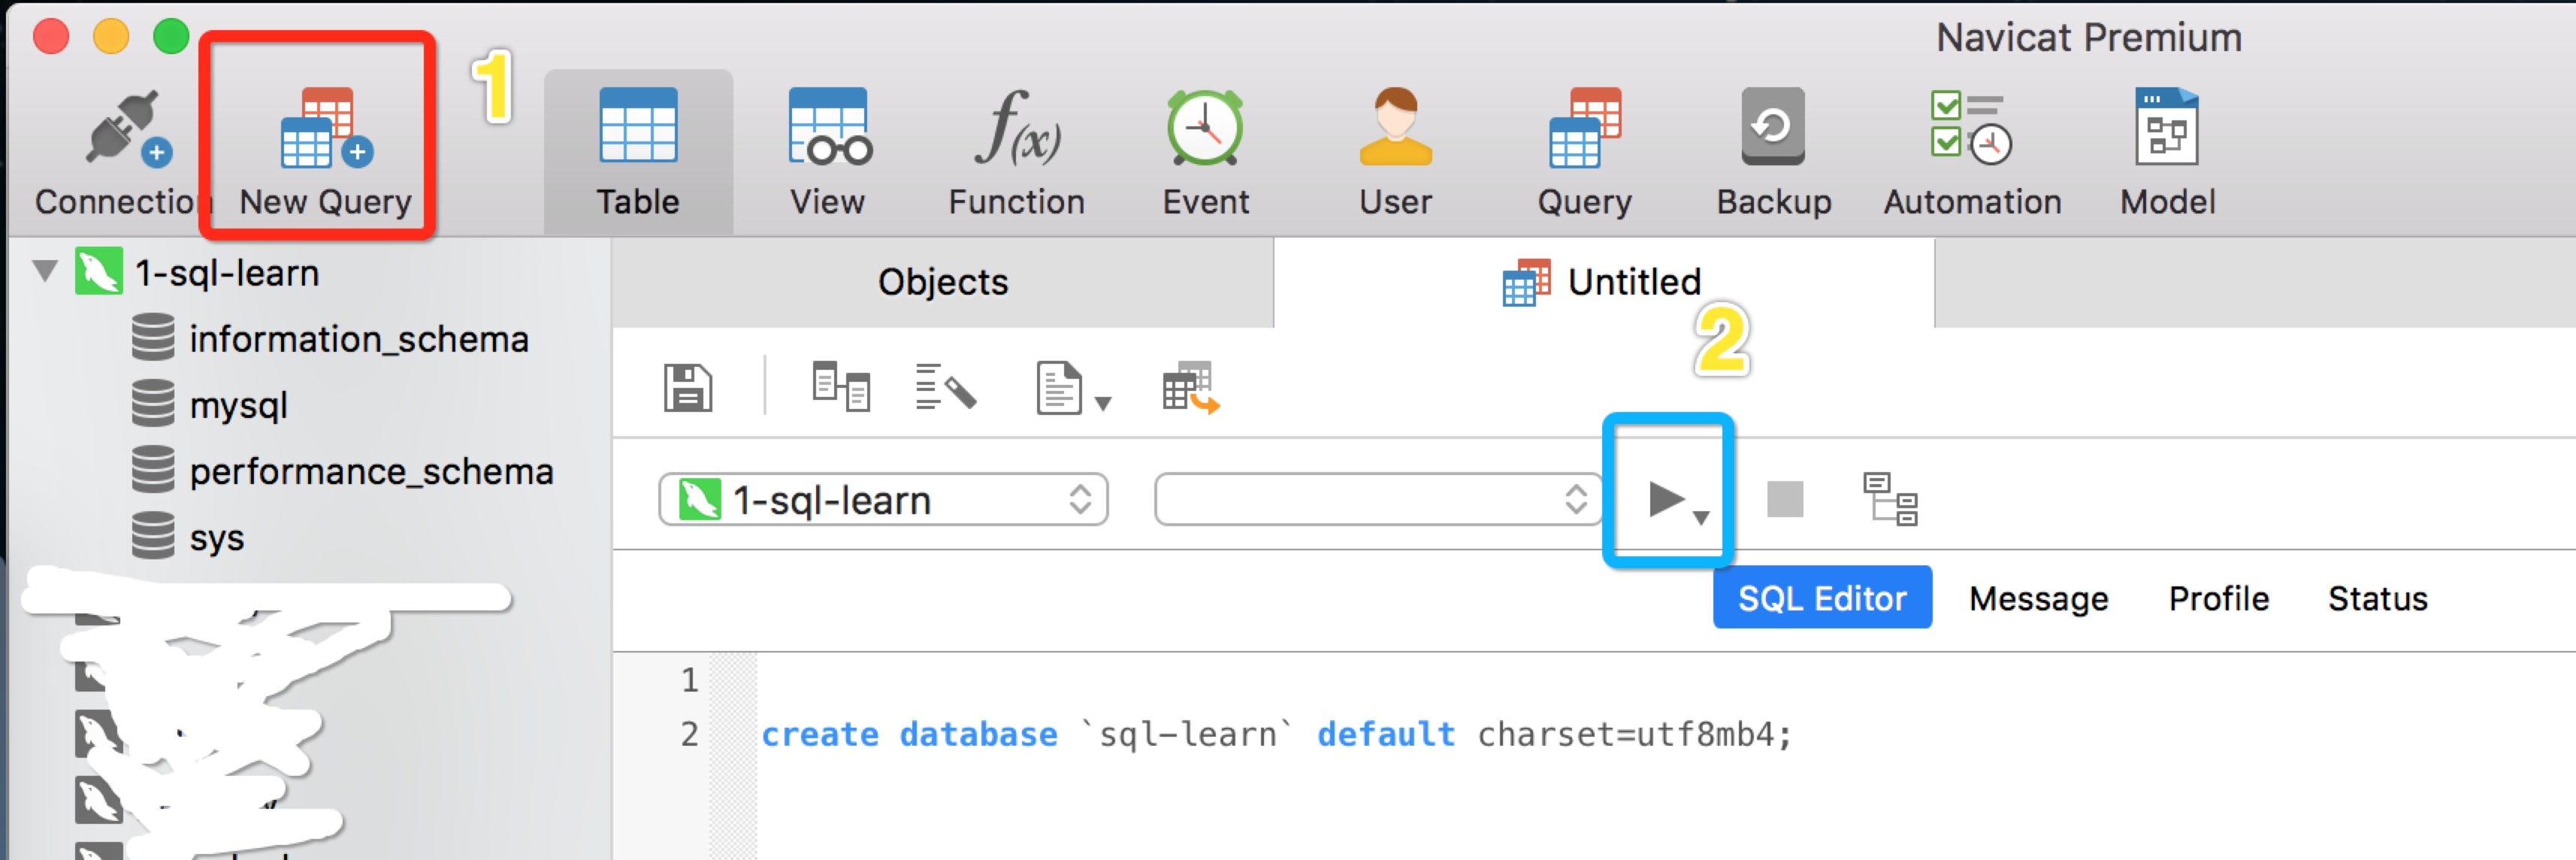 Navicat Premium
1
Connection New Query Table View Function Event User Query Backup Automation Model
1-sql-learn
information_schema
mysql
performance_schema
sys
Objects Untitled
2
1-sql-learn
SQL Editor Message Profile Status
1
2 create database `sql-learn` default charset=utf8mb4;